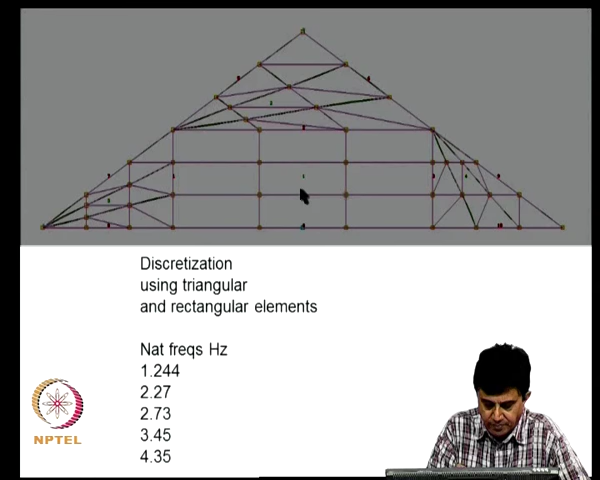 Discretization
using triangular
and rectangular elements
Nat freqs Hz
1.244
2.27
2.73
3.45
4.35
NPTEL